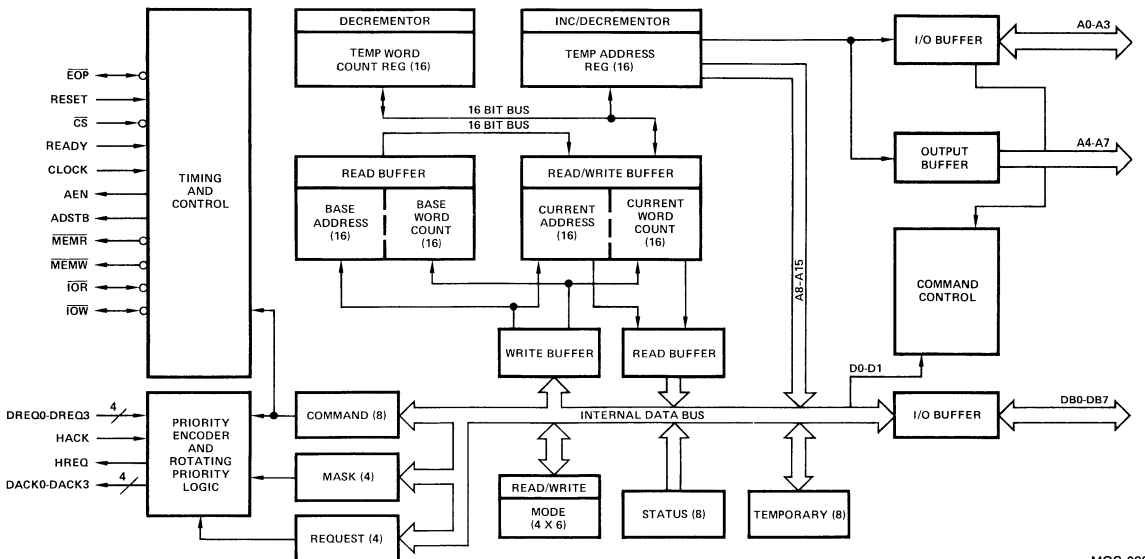 DECREMENTOR
TEMP WORD
COUNT REG (16)
INC/DECREMENTOR
TEMP ADDRESS
REG (16)
I/O BUFFER
A0-A3
EOP
RESET
CS
READY
CLOCK
AEN
ADSTB
MEMR
MEMW
IOR
IOW
TIMING
AND
CONTROL
16 BIT BUS
16 BIT BUS
READ BUFFER
BASE
ADDRESS
(16)
BASE
WORD
COUNT
(16)
READ/WRITE BUFFER
CURRENT
ADDRESS
(16)
CURRENT
WORD
COUNT
(16)
OUTPUT
BUFFER
A4-A7
A8-A15
COMMAND
CONTROL
WRITE BUFFER
READ BUFFER
D0-D1
DREQ0-DREQ3
4
HACK
HREQ
DACK0-DACK3
4
PRIORITY
ENCODER
AND
ROTATING
PRIORITY
LOGIC
COMMAND (8)
MASK (4)
REQUEST (4)
INTERNAL DATA BUS
I/O BUFFER
DB0-DB7
READ/WRITE
MODE
(4 X 6)
STATUS (8)
TEMPORARY (8)